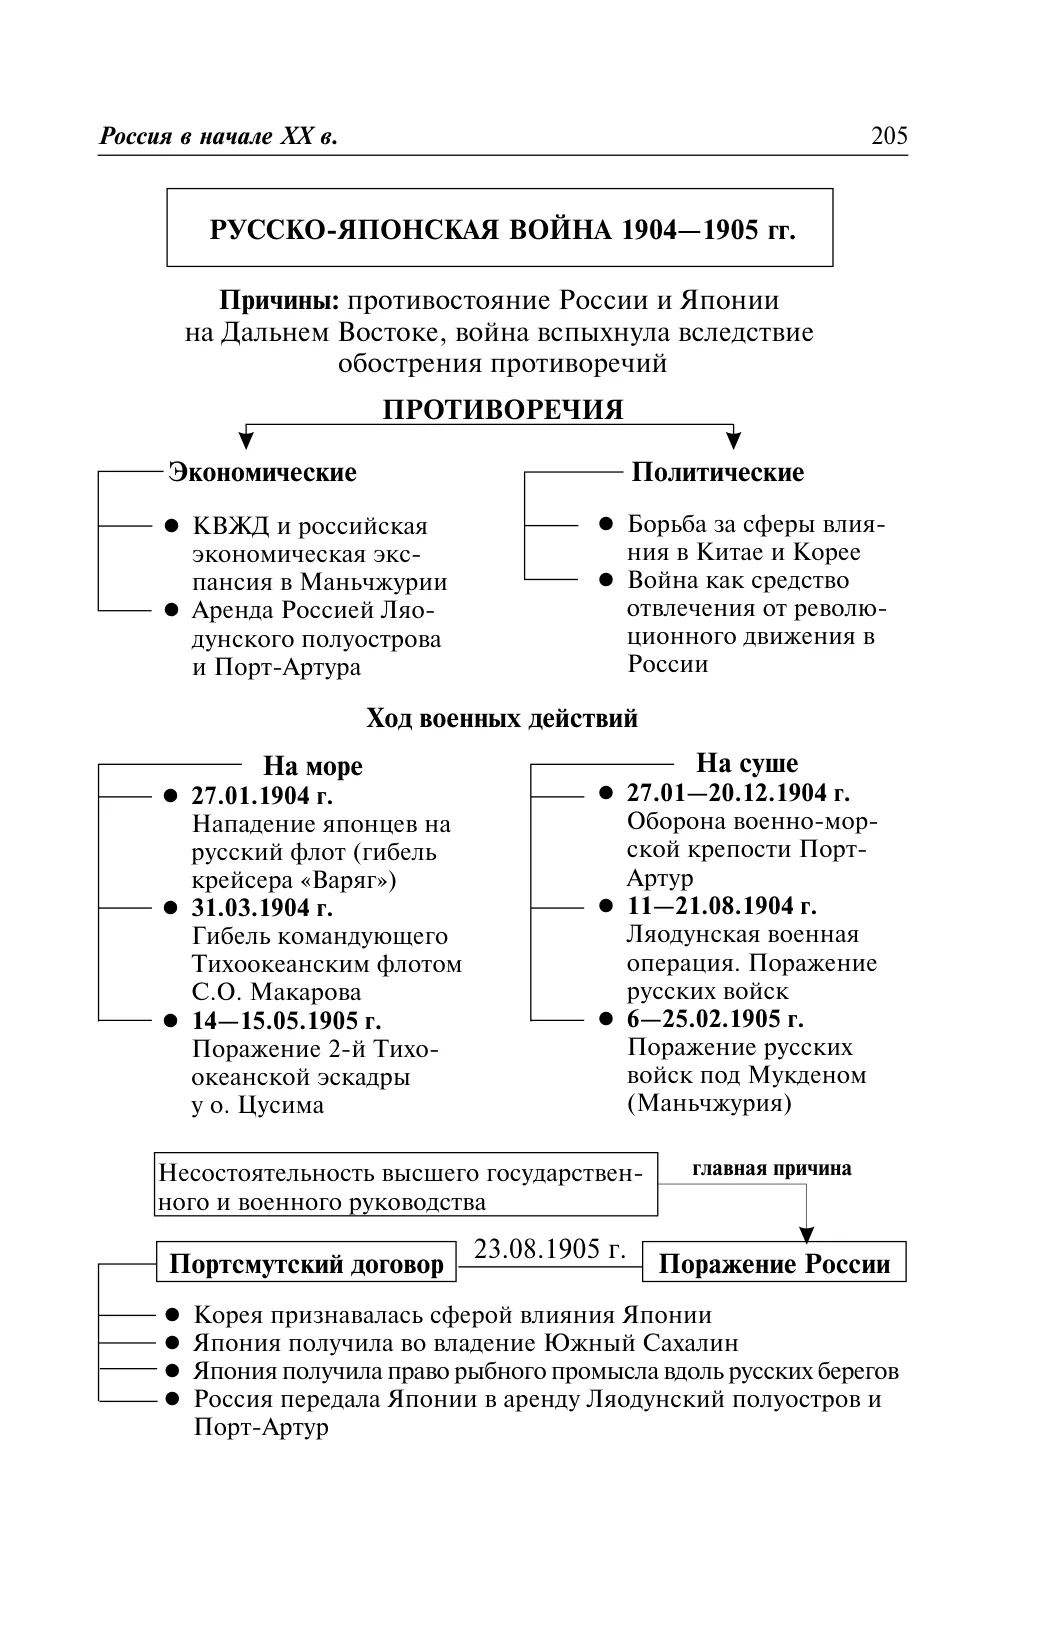 Россия в начале XX в.
205
РУССКО-ЯПОНСКАЯ ВОЙНА 1904—1905 гг.
Причины: противостояние России и Японии
на Дальнем Востоке, война вспыхнула вследствие
обострения противоречий
ПРОТИВОРЕЧИЯ
Экономические
КВЖД и российская
экономическая экс-
пансия в Маньчжурии
Аренда Россией Ляо-
дунского полуострова
и Порт-Артура
Политические
Борьба за сферы влия-
ния в Китае и Корее
Война как средство
отвлечения от револю-
ционного движения в
России
Ход военных действий
На море
27.01.1904 г.
Нападение японцев на
русский флот (гибель
крейсера «Варяг»)
31.03.1904 г.
Гибель командующего
Тихоокеанским флотом
С.О. Макарова
14—15.05.1905 г.
Поражение 2-й Тихо-
океанской эскадры
у о. Цусима
На суше
27.01—20.12.1904 г.
Оборона военно-мор-
ской крепости Порт-
Артур
11—21.08.1904 г.
Ляодунская военная
операция. Поражение
русских войск
6—25.02.1905 г.
Поражение русских
войск под Мукденом
(Маньчжурия)
Несостоятельность высшего государствен-
ного и военного руководства
главная причина
Портсмутский договор
23.08.1905 г.
Поражение России
Корея признавалась сферой влияния Японии
Япония получила во владение Южный Сахалин
Япония получила право рыбного промысла вдоль русских берегов
Россия передала Японии в аренду Ляодунский полуостров и
Порт-Артур